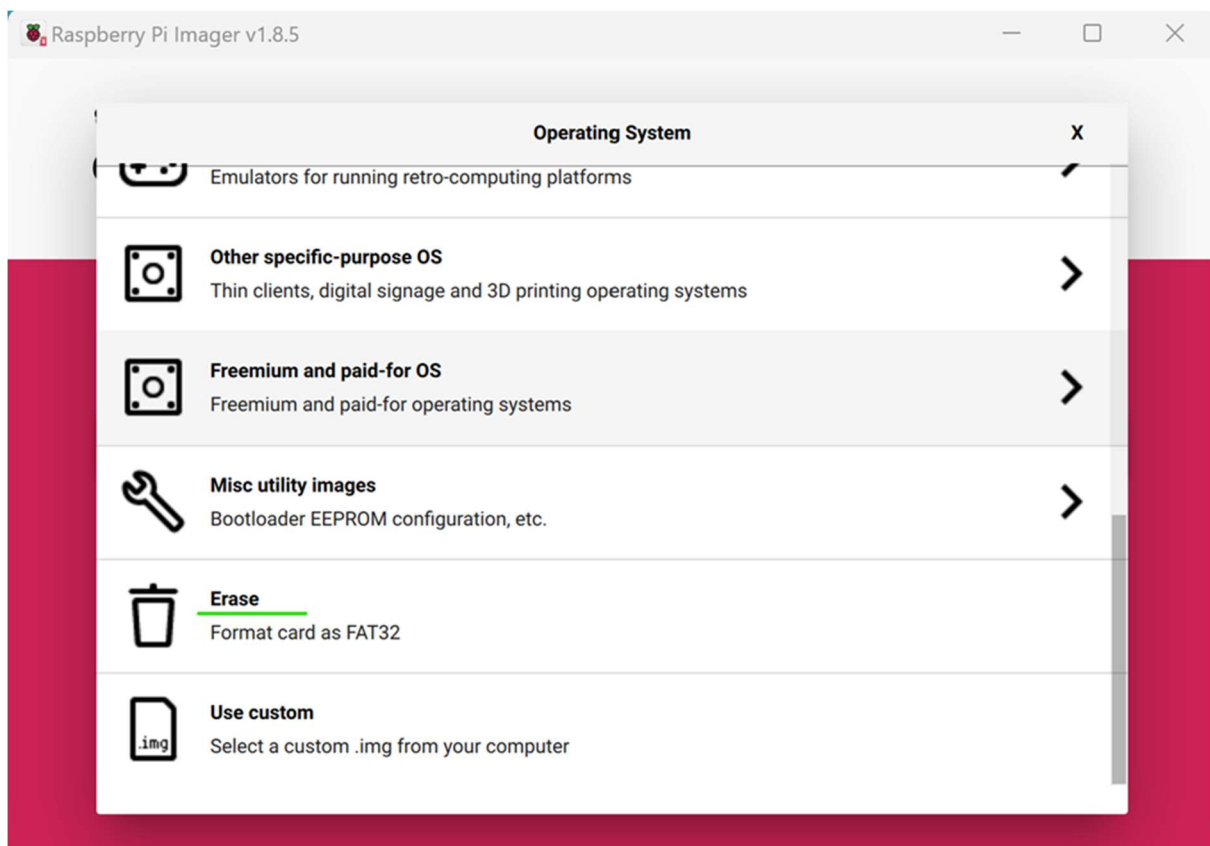 Raspberry Pi Imager v1.8.5
Operating System
X
Emulators for running retro-computing platforms
Other specific-purpose OS
Thin clients, digital signage and 3D printing operating systems
Freemium and paid-for OS
Freemium and paid-for operating systems
Misc utility images
Bootloader EEPROM configuration, etc.
Erase
Format card as FAT32
.img
Use custom
Select a custom .img from your computer